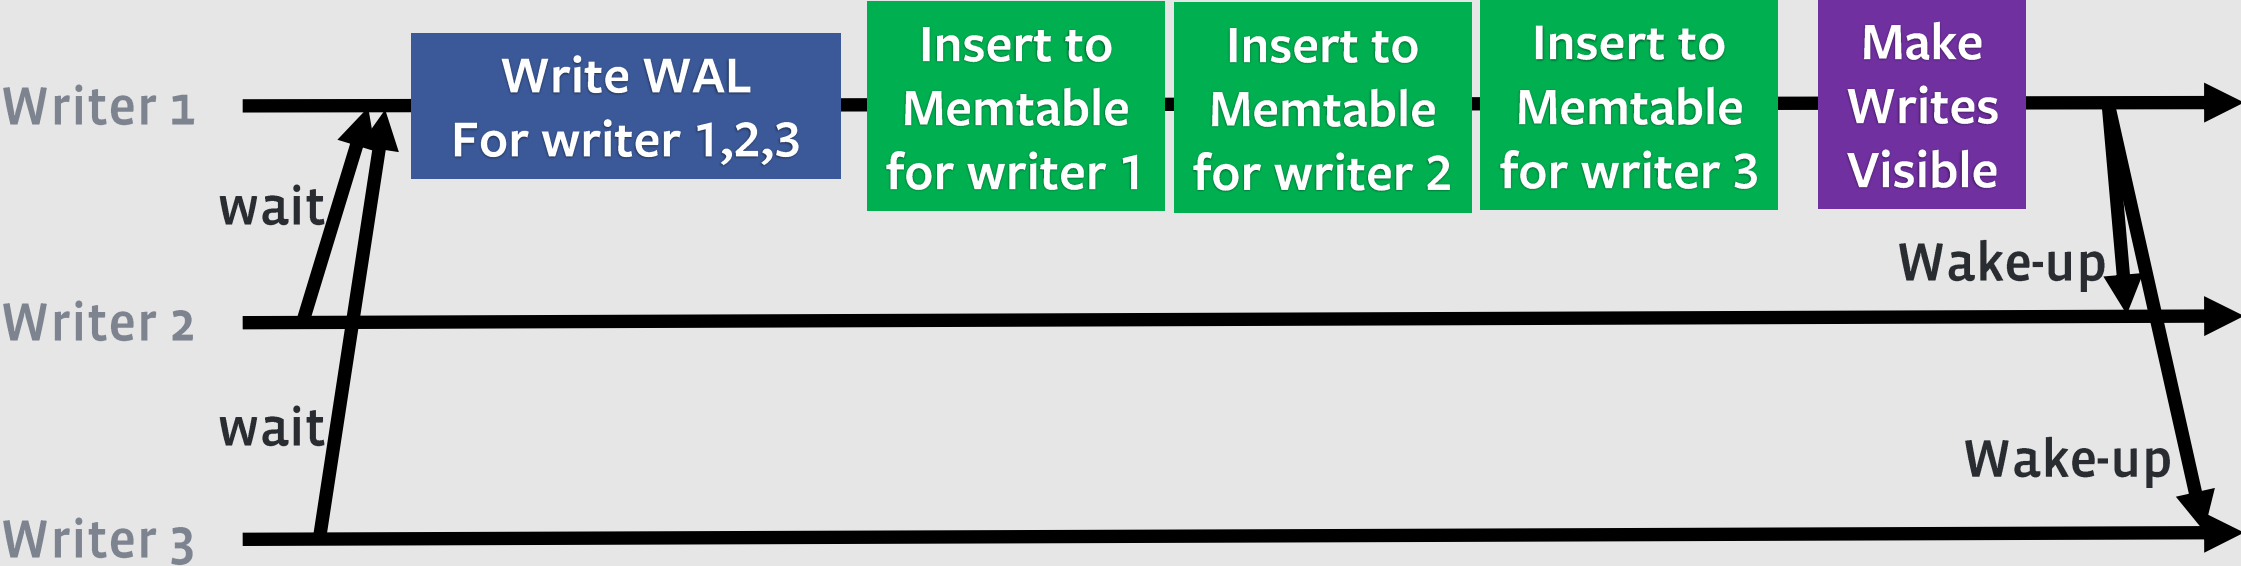 Writer 1
Write WAL
For writer 1,2,3
Insert to
Memtable
for writer 1
Insert to
Memtable
for writer 2
Insert to
Memtable
for writer 3
Make
Writes
Visible
wait
Wake-up
Writer 2
wait
Wake-up
Writer 3